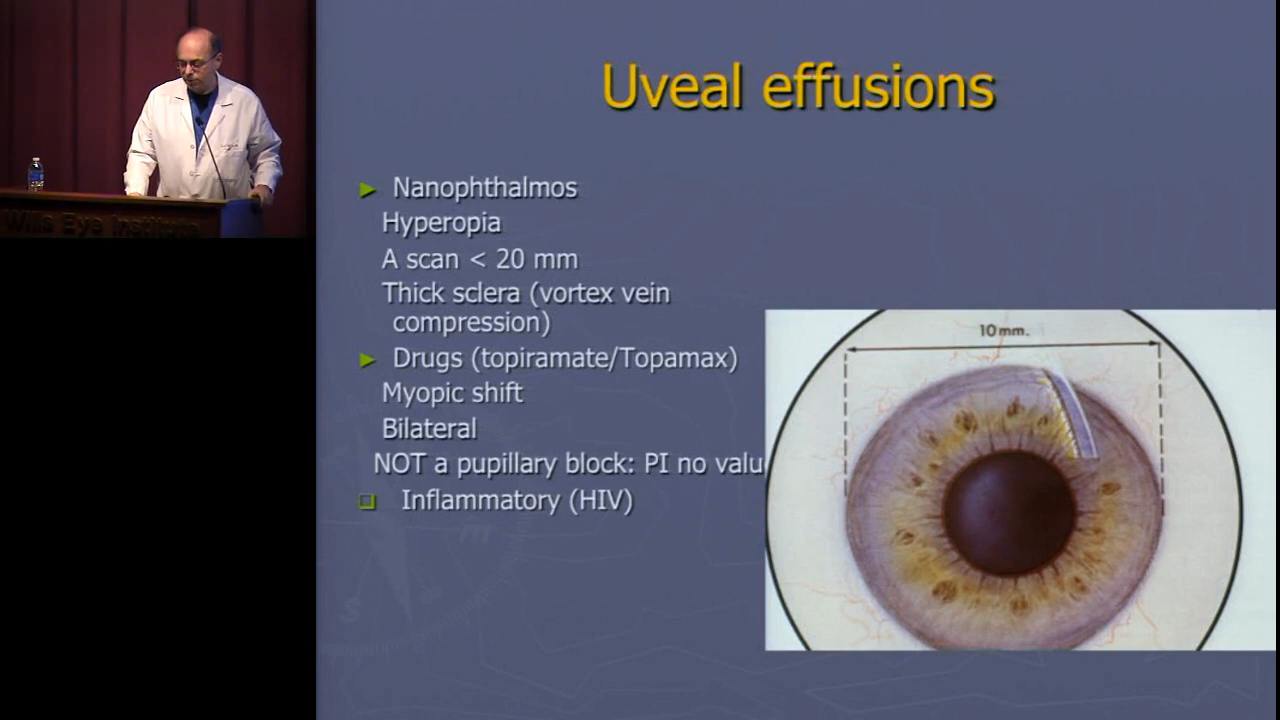 Uveal effusions
Nanophthalmos
Hyperopia
A scan < 20 mm
Thick sclera (vortex vein
compression)
Drugs (topiramate/Topamax)
Myopic shift
Bilateral
NOT a pupillary block: PI no valu
Inflammatory (HIV)
10 mm.
Wills Eye Institute